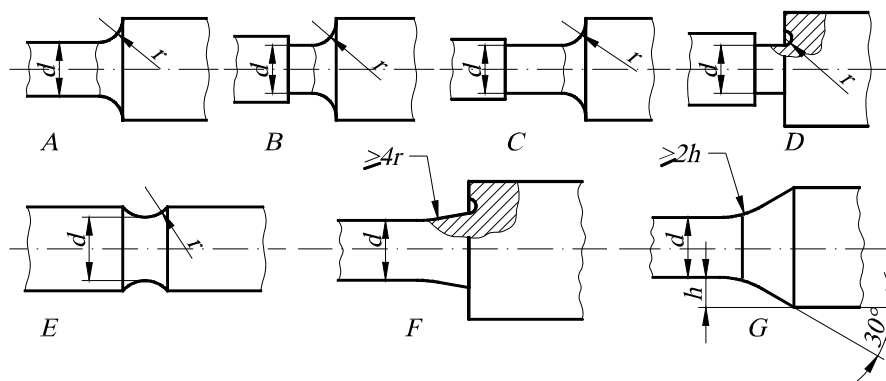 d r d r d r d r
A B C D
≥4r ≥2h
d r d d h
E F G 30°